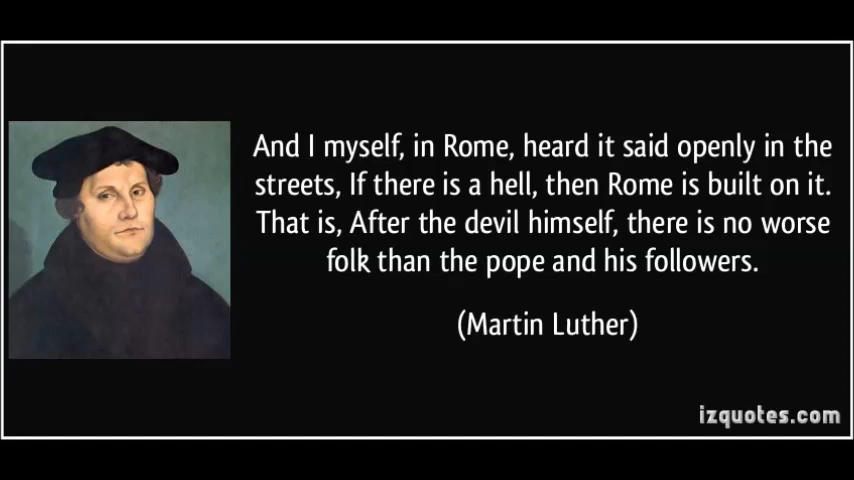 And I myself, in Rome, heard it said openly in the
streets, If there is a hell, then Rome is built on it.
That is, After the devil himself, there is no worse
folk than the pope and his followers.
(Martin Luther)
izquotes.com